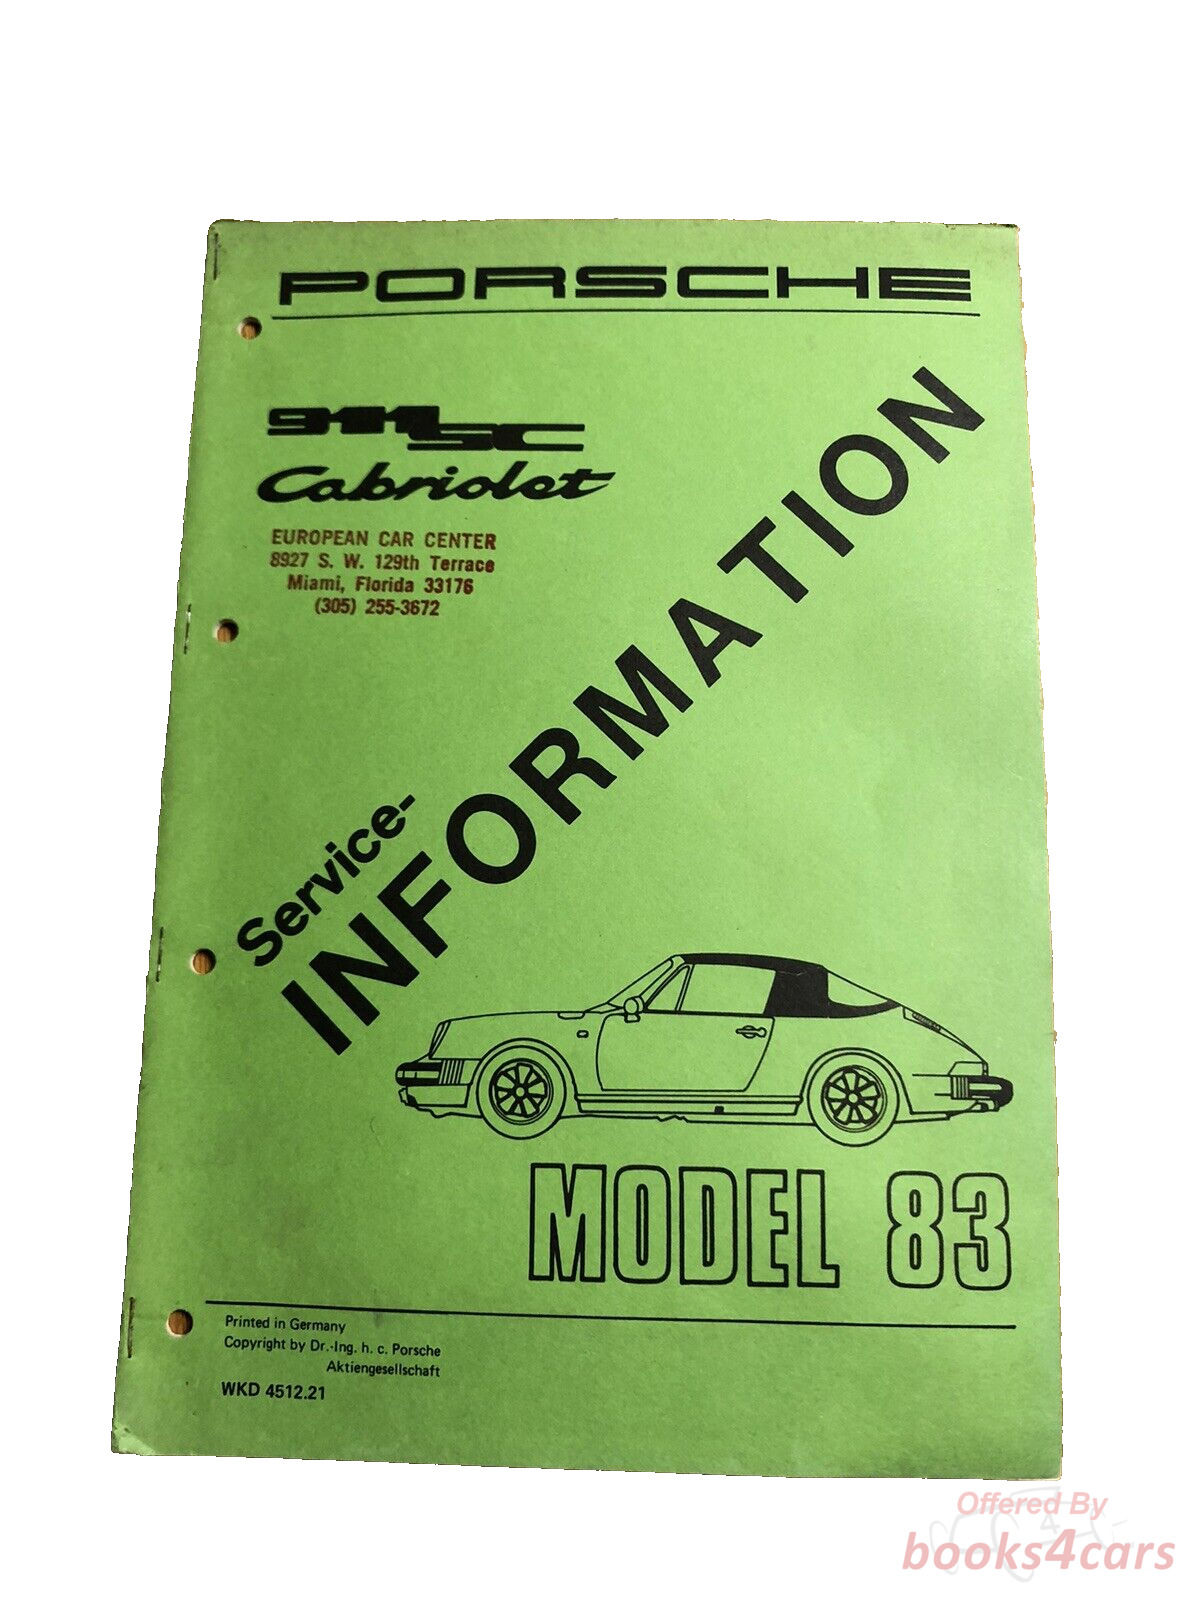 PORSCHE
911SC
Cabriolet
EUROPEAN CAR CENTER
8927 S. W. 129th Terrace
Miami, Florida 33176
(305) 255-3672
Service-
INFORMATION
MODEL 83
Printed in Germany
Copyright by Dr.-Ing. h. c. Porsche
Aktiengesellschaft
WKD 4512.21
Offered By
books4cars